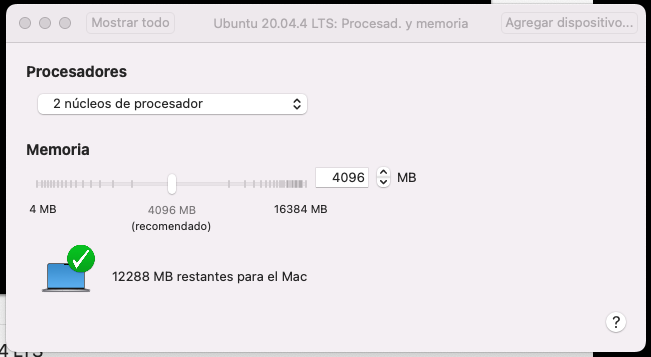 Mostrar todo
Ubuntu 20.04.4 LTS: Procesad. y memoria
Agregar dispositivo...
Procesadores
2 núcleos de procesador
Memoria
4096 MB
4 MB
4096 MB
(recomendado)
16384 MB
12288 MB restantes para el Mac
?
4 LTS